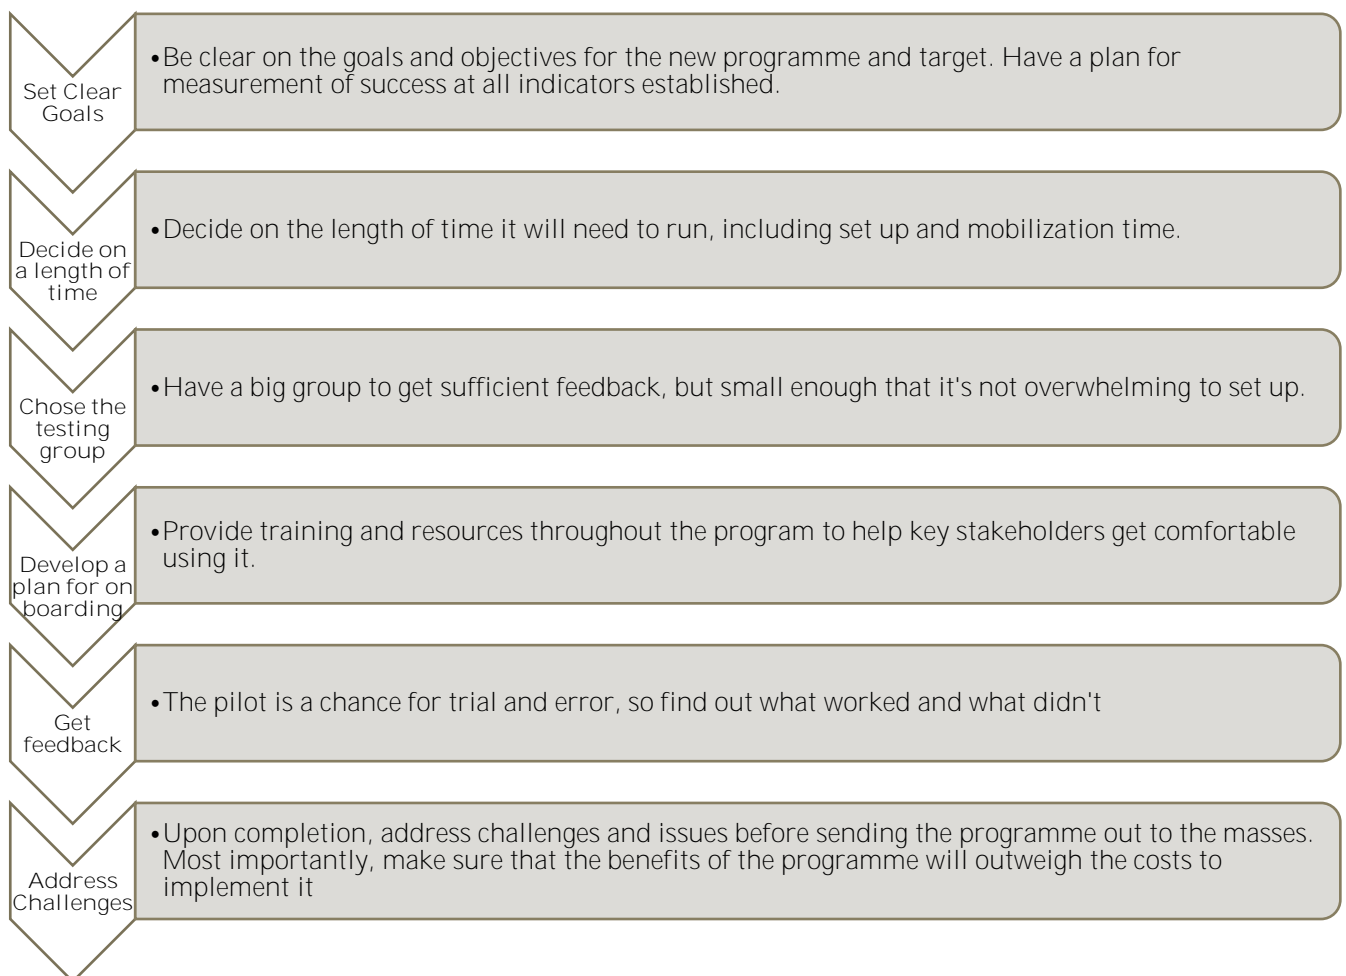 Set Clear
Goals
•Be clear on the goals and objectives for the new programme and target. Have a plan for
measurement of success at all indicators established.
Decide on
a length of
time
•Decide on the length of time it will need to run, including set up and mobilization time.
Chose the
testing
group
•Have a big group to get sufficient feedback, but small enough that it's not overwhelming to set up.
Develop a
plan for on
boarding
•Provide training and resources throughout the program to help key stakeholders get comfortable
using it.
Get
feedback
•The pilot is a chance for trial and error, so find out what worked and what didn't
Address
Challenges
•Upon completion, address challenges and issues before sending the programme out to the masses.
Most importantly, make sure that the benefits of the programme will outweigh the costs to
implement it